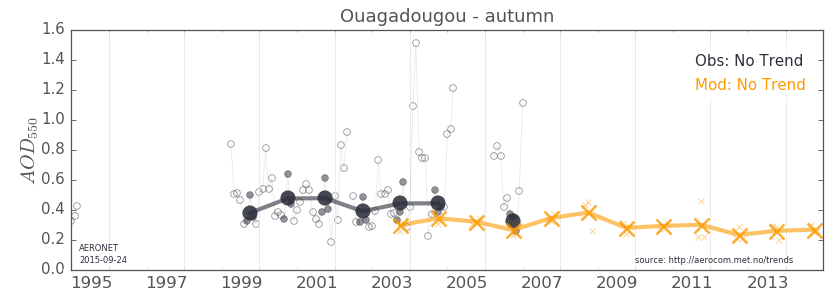 Ouagadougou - autumn
1.6
1.4
1.2
1.0
0.8
0.6
0.4
0.2
0.0
AOD550
Obs: No Trend
Mod: No Trend
AERONET
2015-09-24
source: http://aerocom.met.no/trends
1995 1997 1999 2001 2003 2005 2007 2009 2011 2013